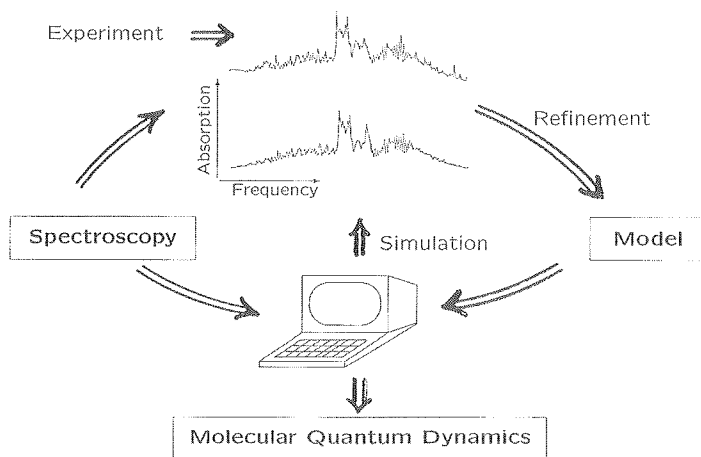 Experiment
Absorption
Frequency
Refinement
Spectroscopy
Simulation
Model
Molecular Quantum Dynamics